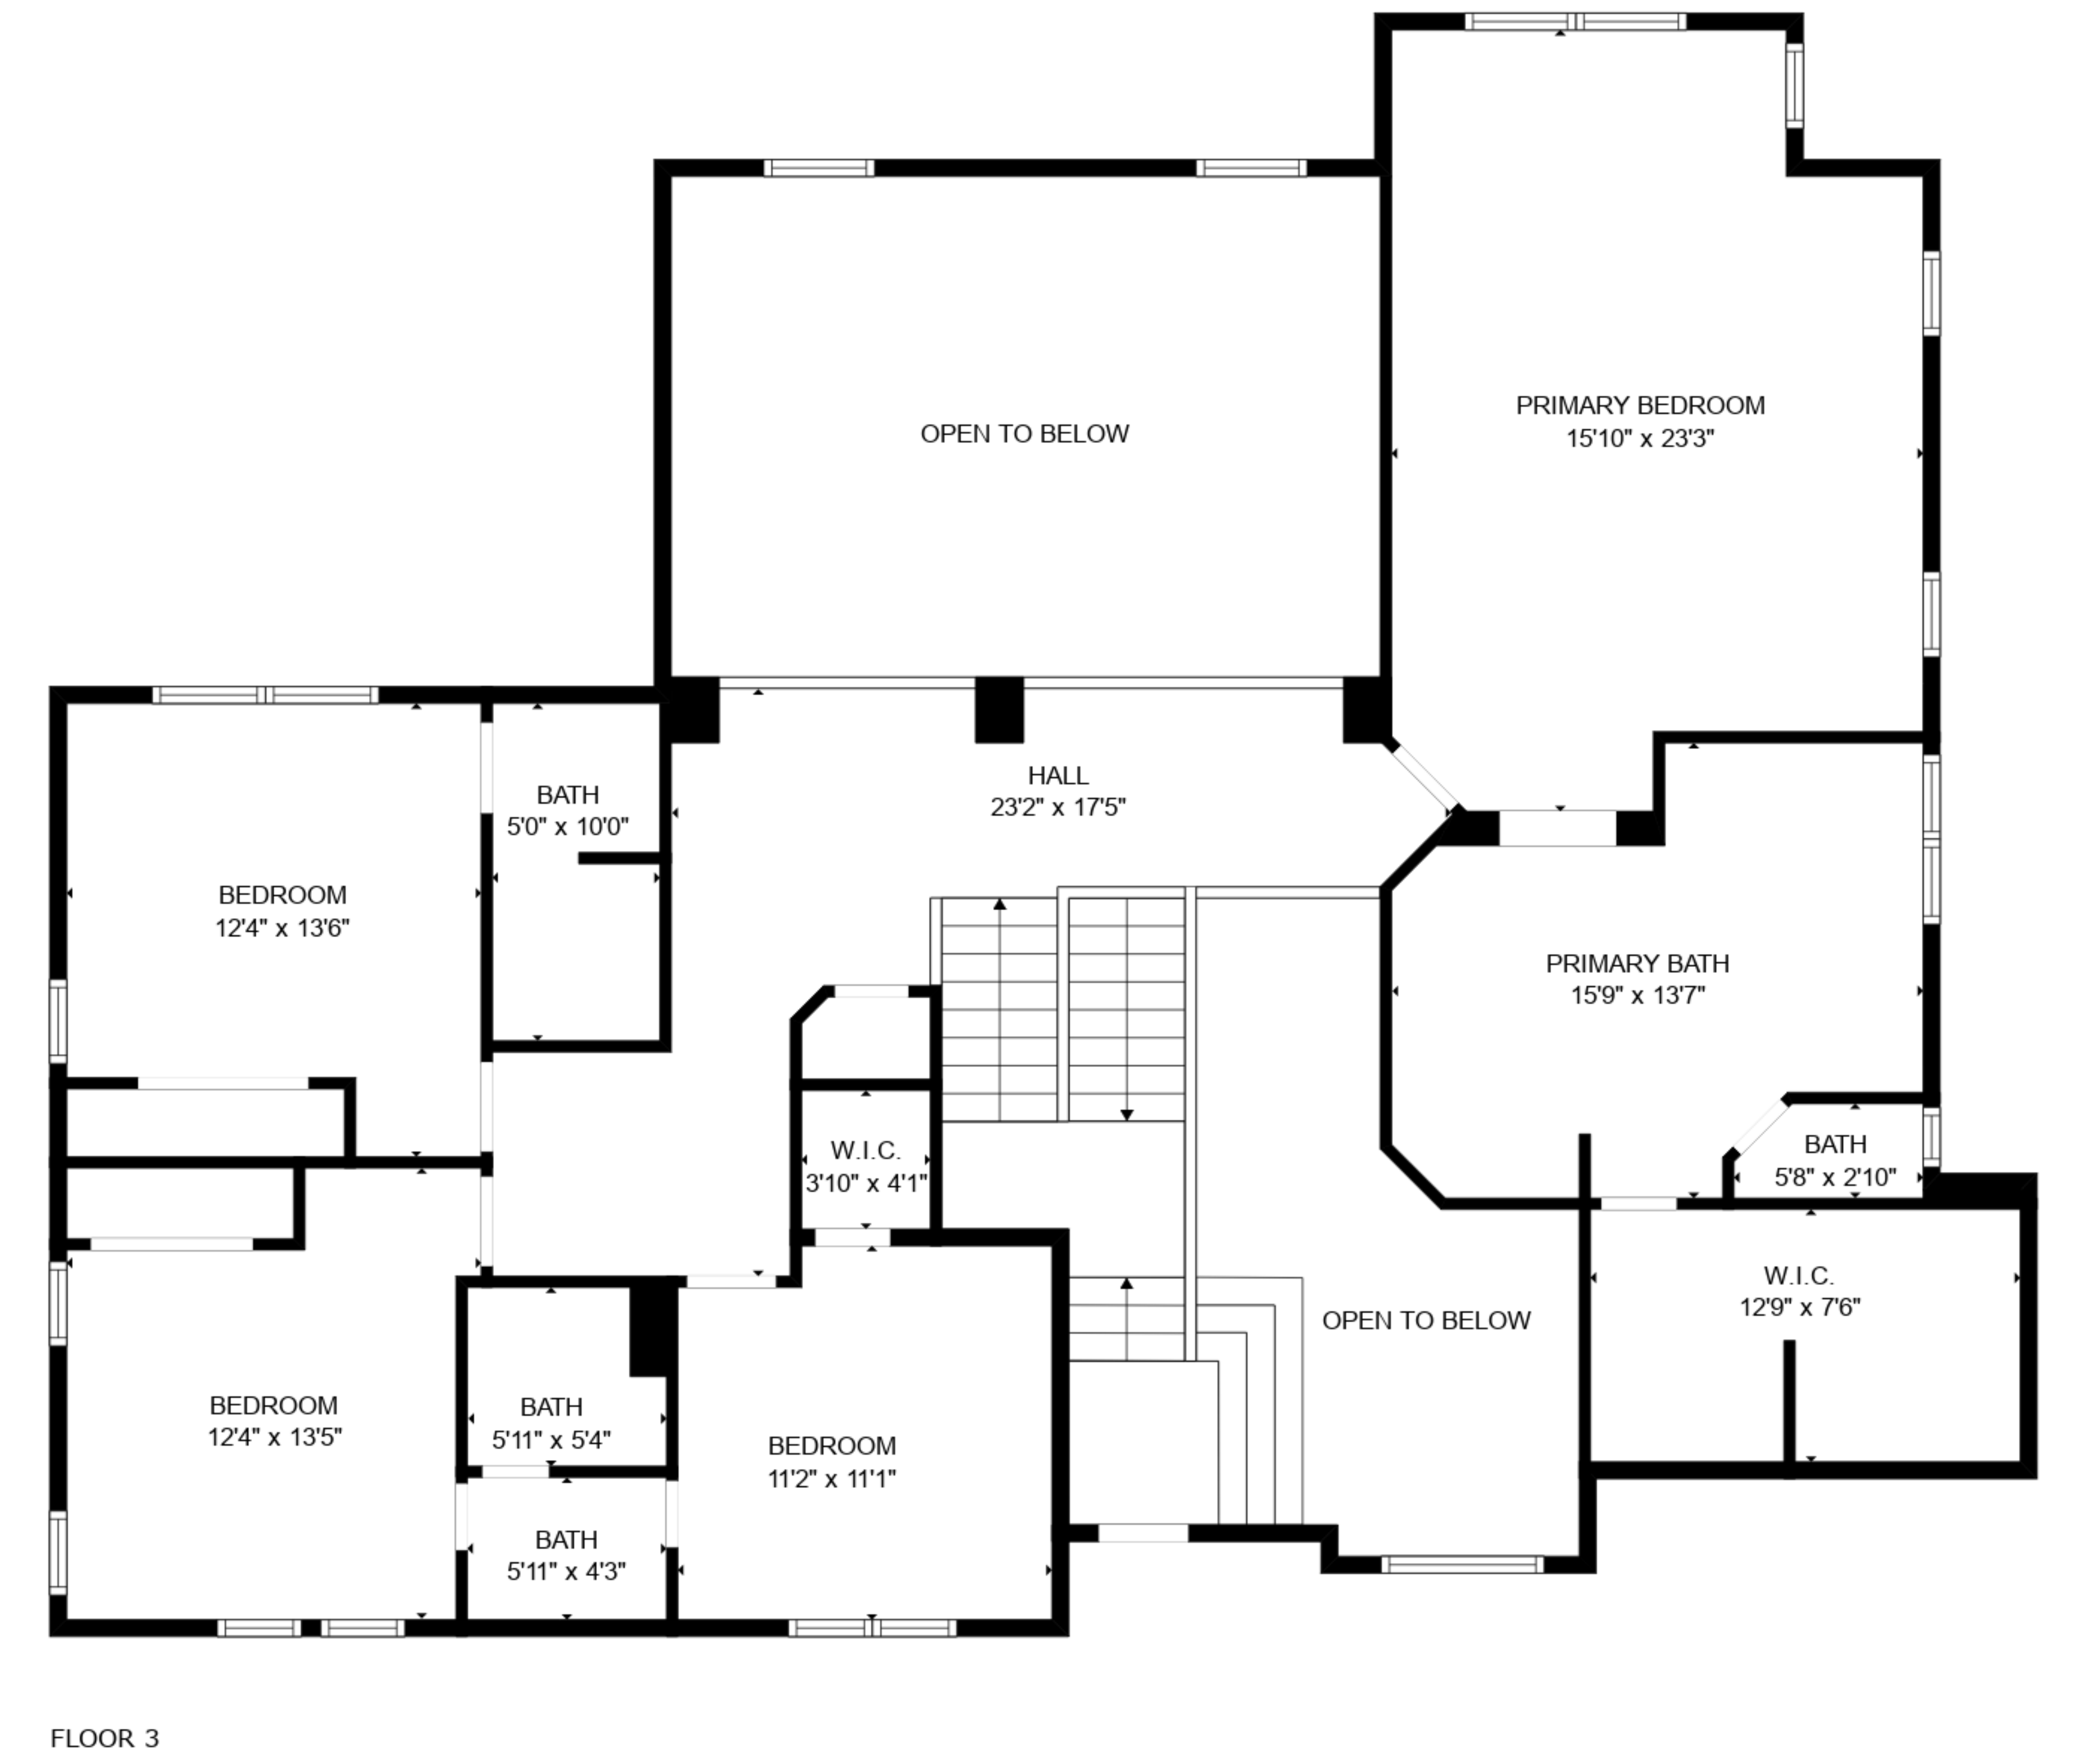 PRIMARY BEDROOM
15'10" x 23'3"
OPEN TO BELOW
HALL
23'2" x 17'5"
BATH
5'0" x 10'0"
BEDROOM
12'4" x 13'6"
PRIMARY BATH
15'9" x 13'7"
W.I.C.
3'10" x 4'1"
BATH
5'8" x 2'10"
W.I.C.
12'9" x 7'6"
OPEN TO BELOW
BEDROOM
12'4" x 13'5"
BATH
5'11" x 5'4"
BEDROOM
11'2" x 11'1"
BATH
5'11" x 4'3"
FLOOR 3